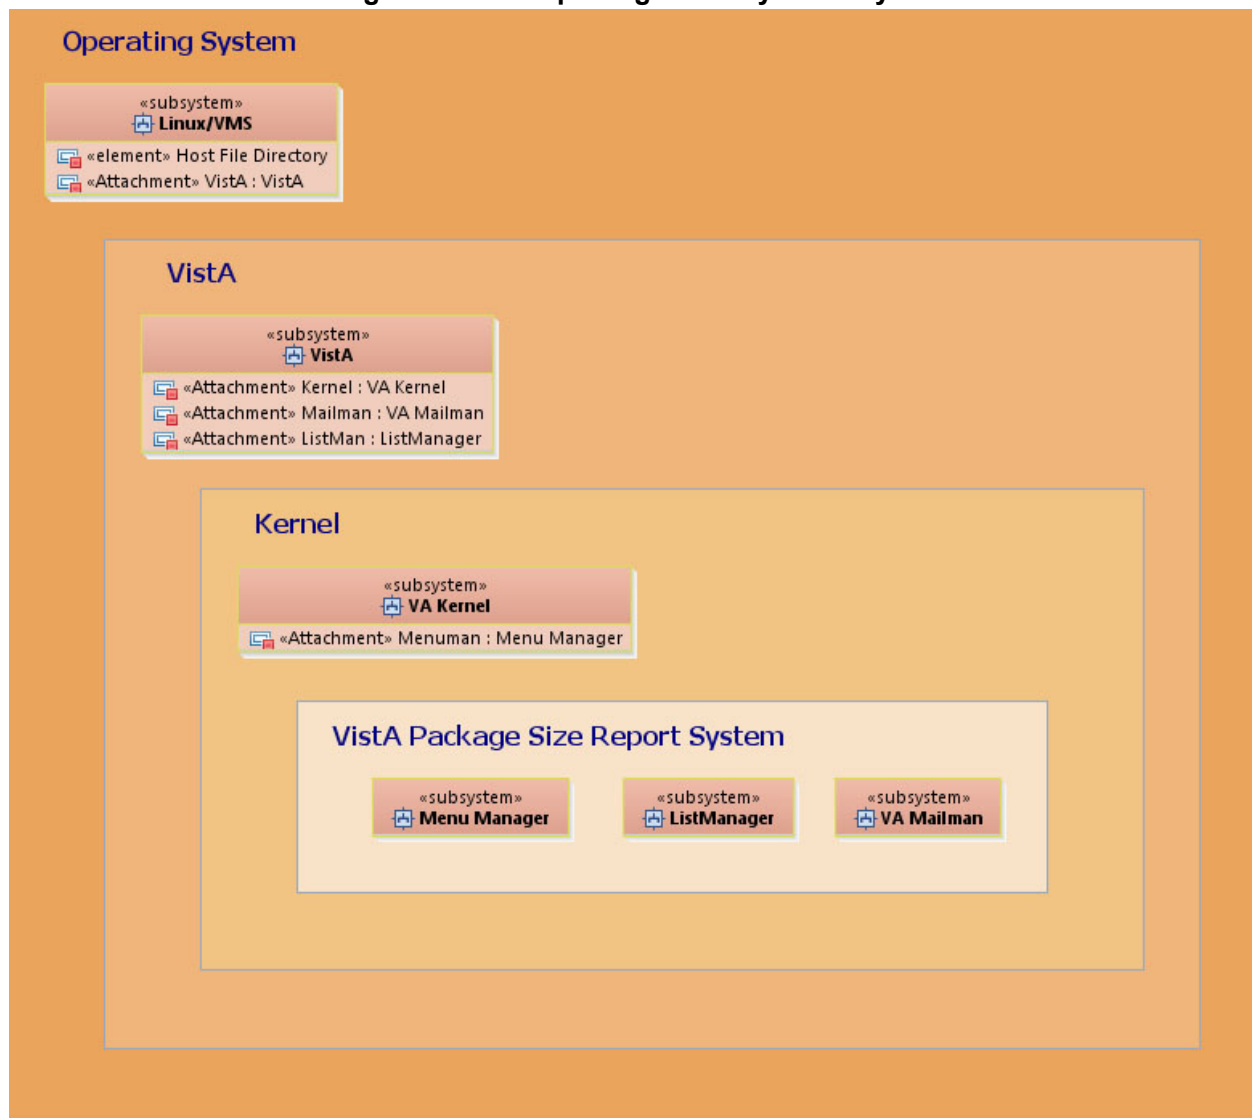 Operating System
«subsystem»
Linux/VMS
«element» Host File Directory
«Attachment» VistA : VistA
VistA
«subsystem»
VistA
«Attachment» Kernel : VA Kernel
«Attachment» Mailman : VA Mailman
«Attachment» ListMan : ListManager
Kernel
«subsystem»
VA Kernel
«Attachment» Menuman : Menu Manager
VistA Package Size Report System
«subsystem» «subsystem» «subsystem»
Menu Manager ListManager VA Mailman